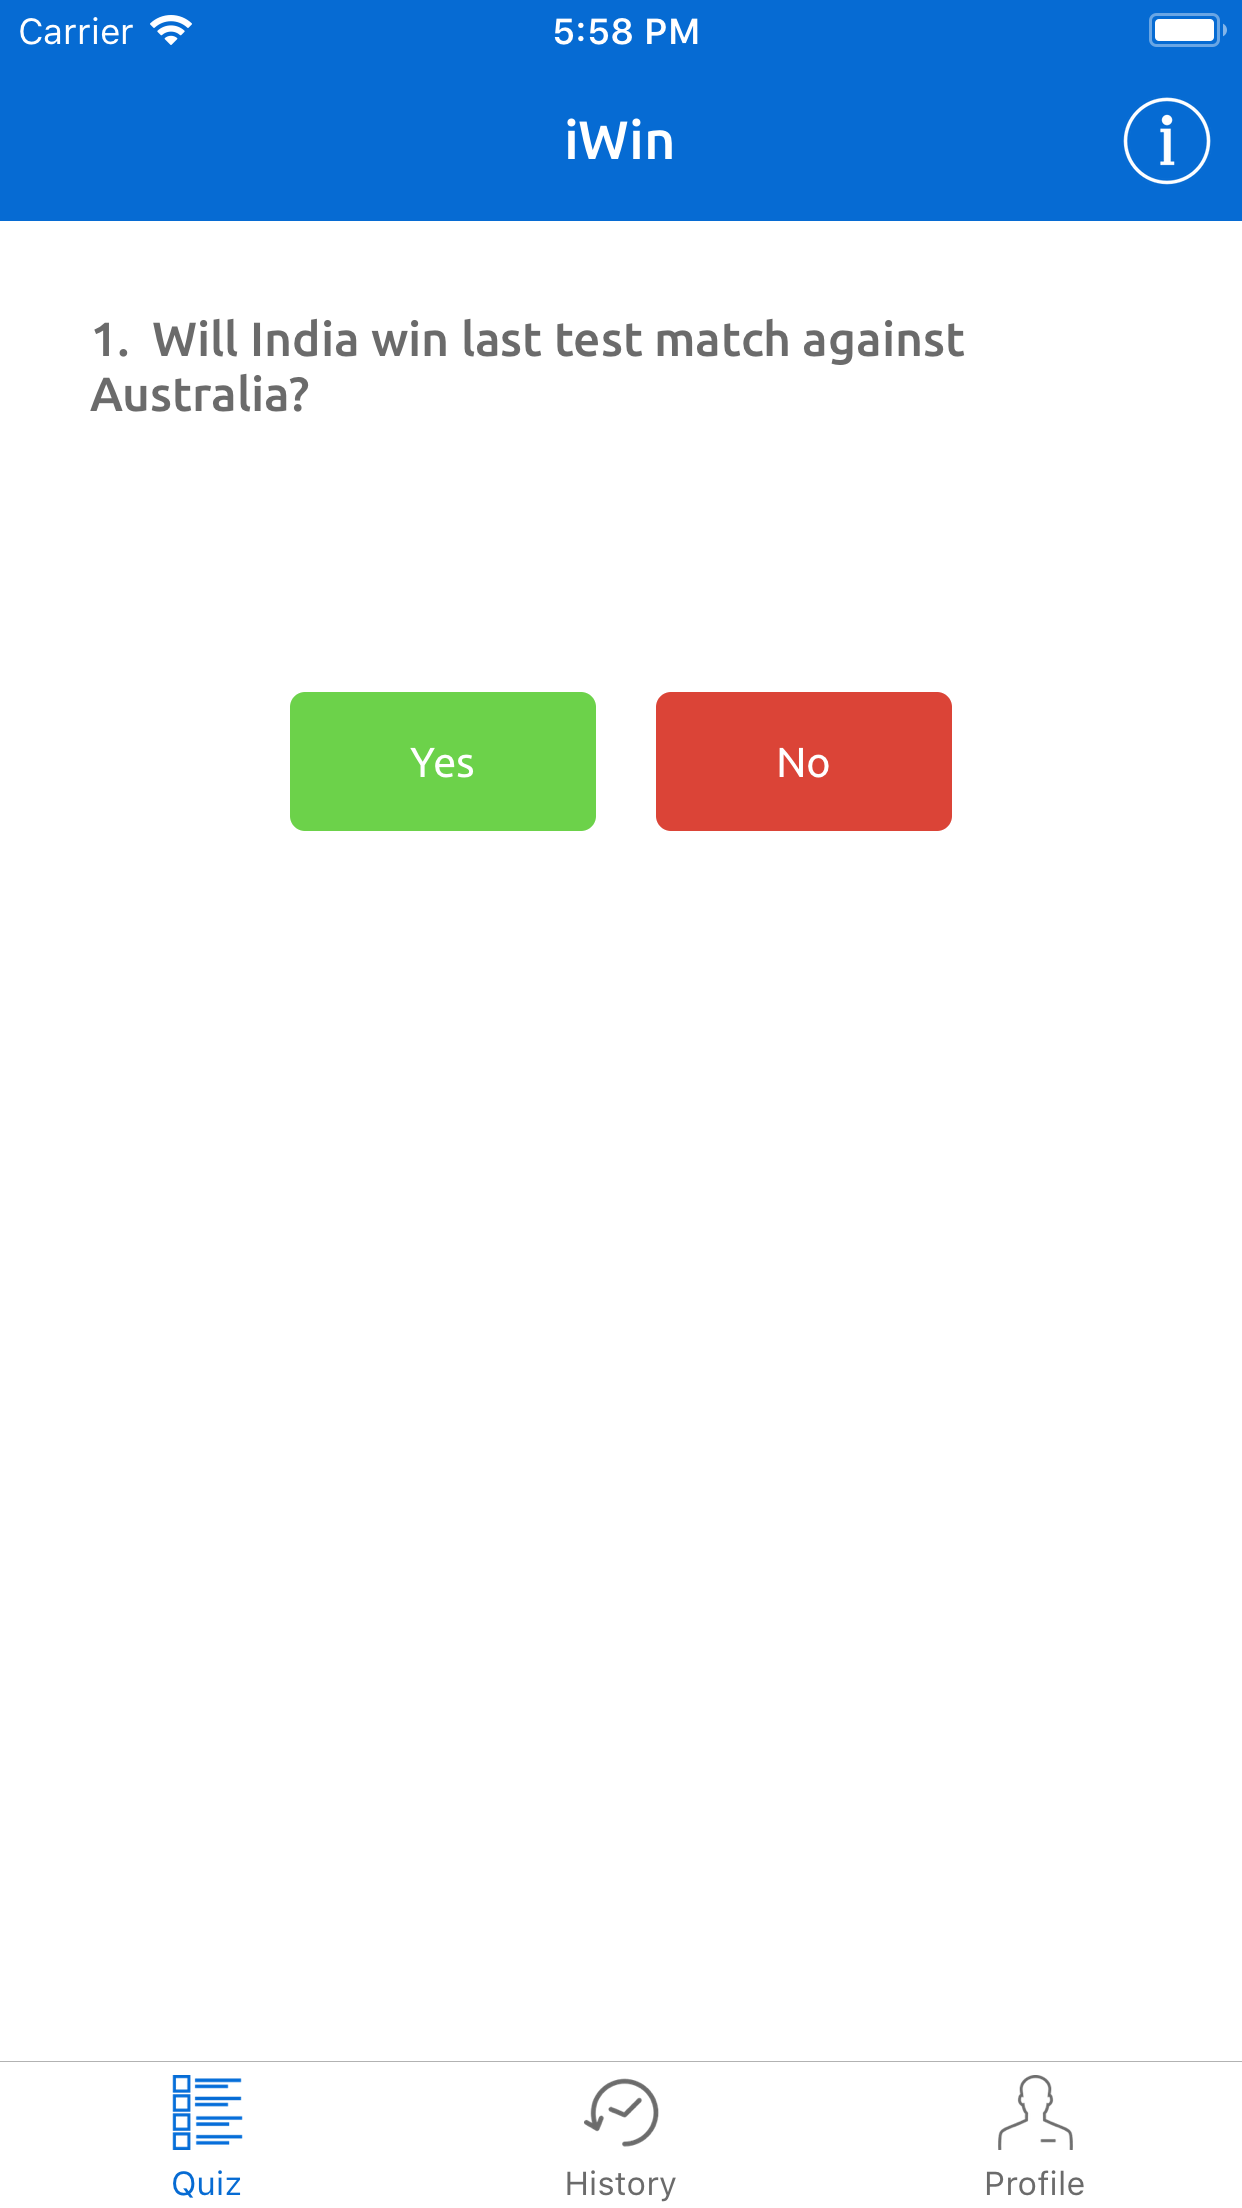 Carrier 5:58 PM
iWin
i
1. Will India win last test match against
Australia?
Yes No
Quiz History Profile